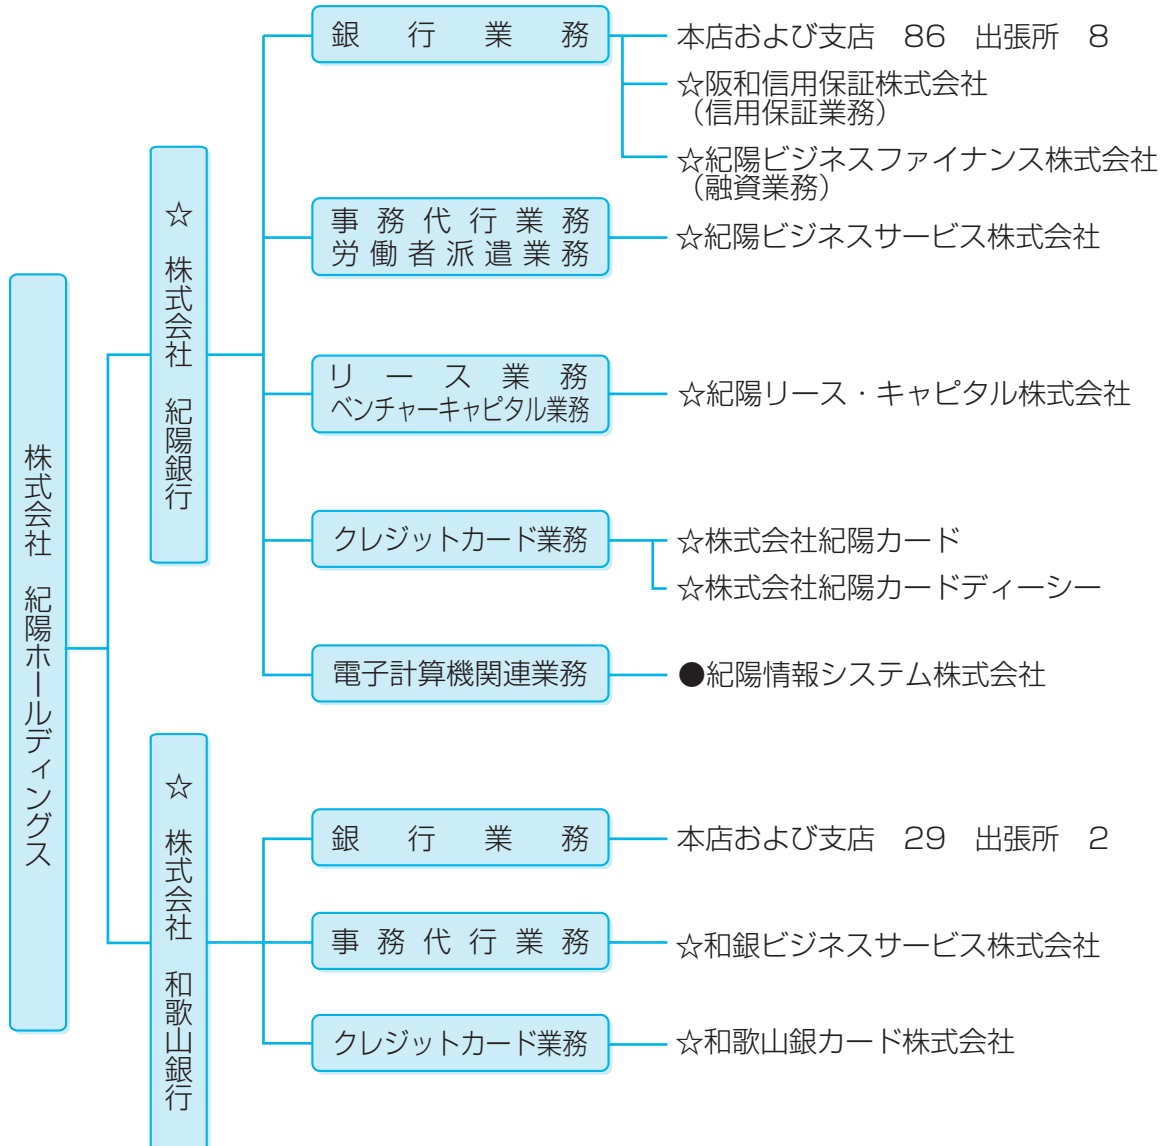 株式会社 紀陽ホールディングス
☆ 株式会社 紀陽銀行
銀行業務
本店および支店 86 出張所 8
☆阪和信用保証株式会社
（信用保証業務）
☆紀陽ビジネスファイナンス株式会社
（融資業務）
事務代行業務
労働者派遣業務
☆紀陽ビジネスサービス株式会社
リース業務
ベンチャーキャピタル業務
☆紀陽リース・キャピタル株式会社
クレジットカード業務
☆株式会社紀陽カード
☆株式会社紀陽カードディーシー
電子計算機関連業務
●紀陽情報システム株式会社
☆ 株式会社 和歌山銀行
銀行業務
本店および支店 29 出張所 2
事務代行業務
☆和銀ビジネスサービス株式会社
クレジットカード業務
☆和歌山銀カード株式会社